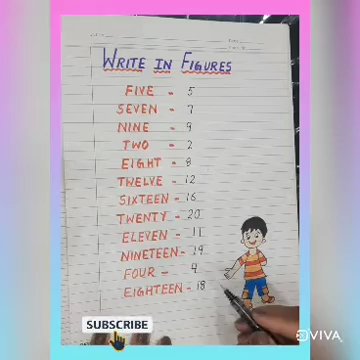 WRITE IN FIGURES
FIVE = 5
SEVEN = 7
NINE = 9
TWO = 2
EIGHT = 8
TWELVE = 12
SIXTEEN = 16
TWENTY - 20
ELEVEN - 11
NINETEEN - 19
FOUR - 4
EIGHTEEN - 18
SUBSCRIBE
VIVA